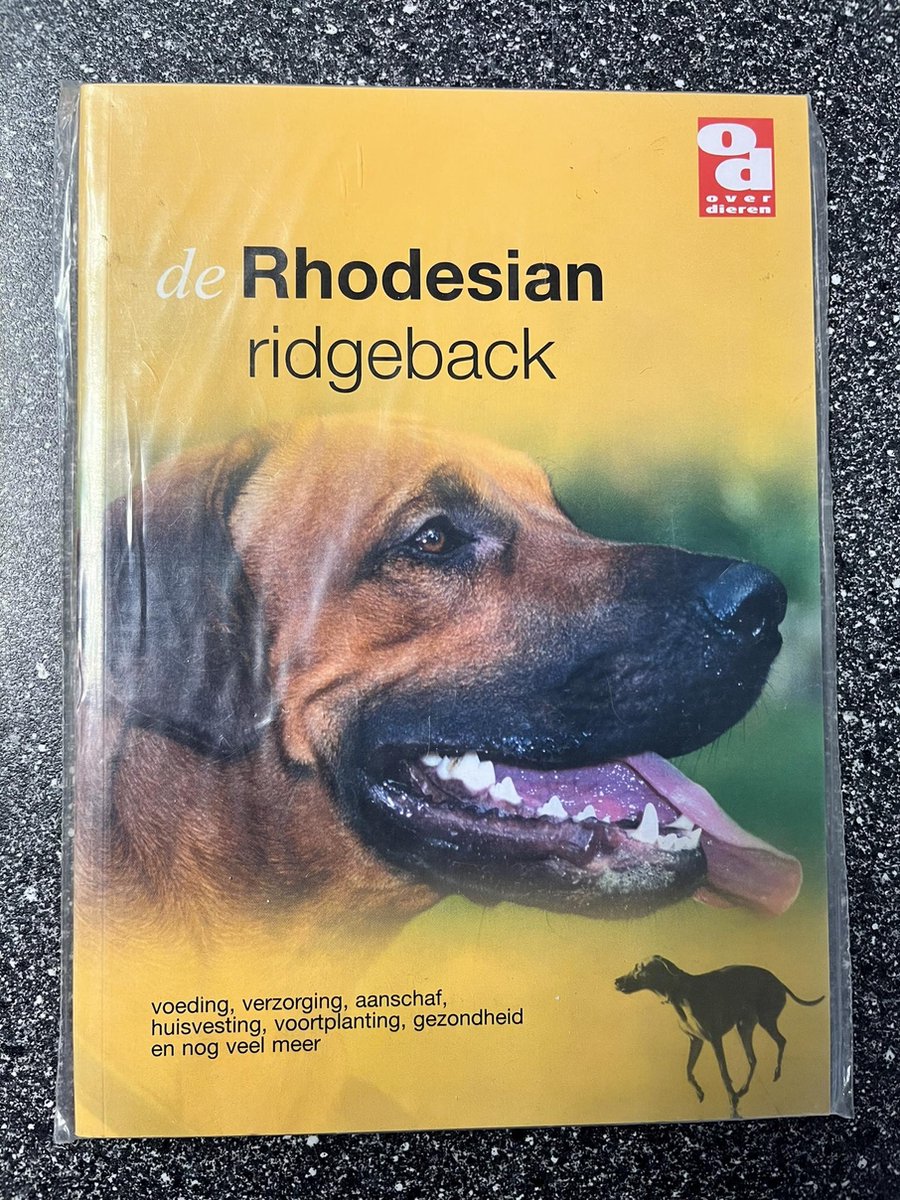 od
over
dieren
de Rhodesian
ridgeback
voeding, verzorging, aanschaf,
huisvesting, voortplanting, gezondheid
en nog veel meer